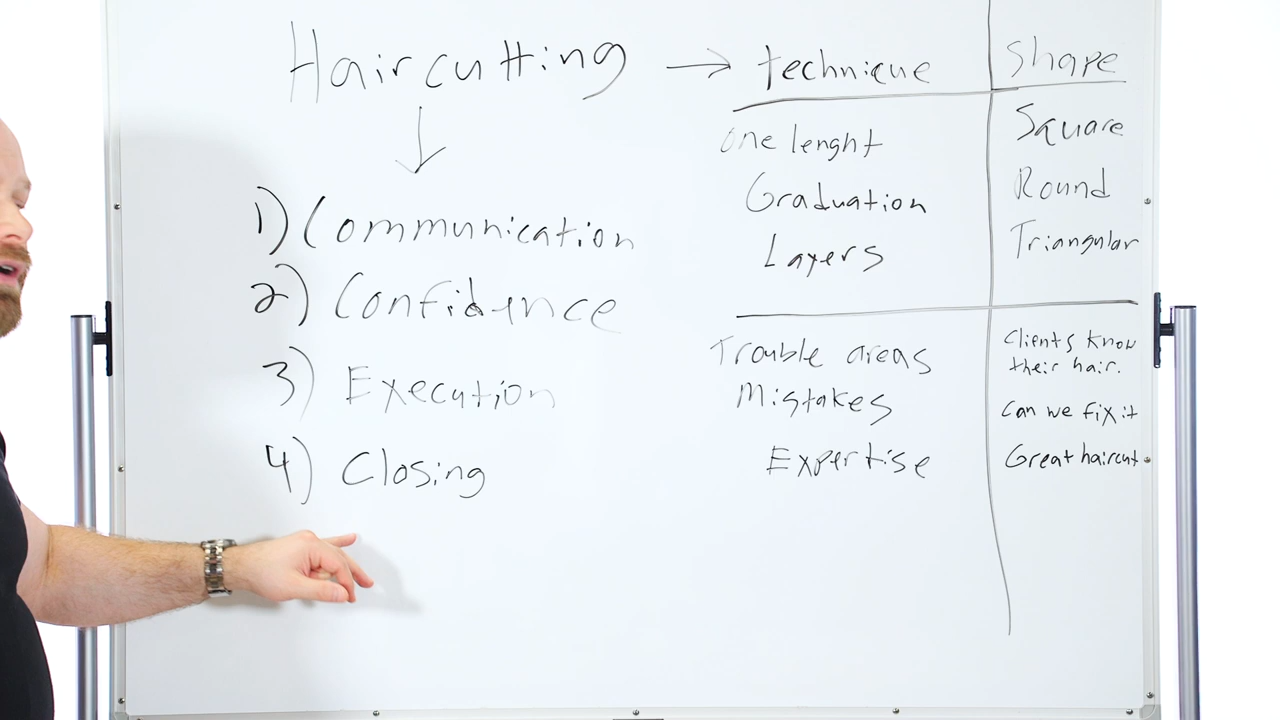 Haircutting → technicue shape
1) Communication
2) Confidence
3) Execution
4) Closing
One lenght Square
Graduation Round
Layers Triangular
Trouble areas Clients know
their hair.
Mistakes Can we fix it
Expertise Great haircut